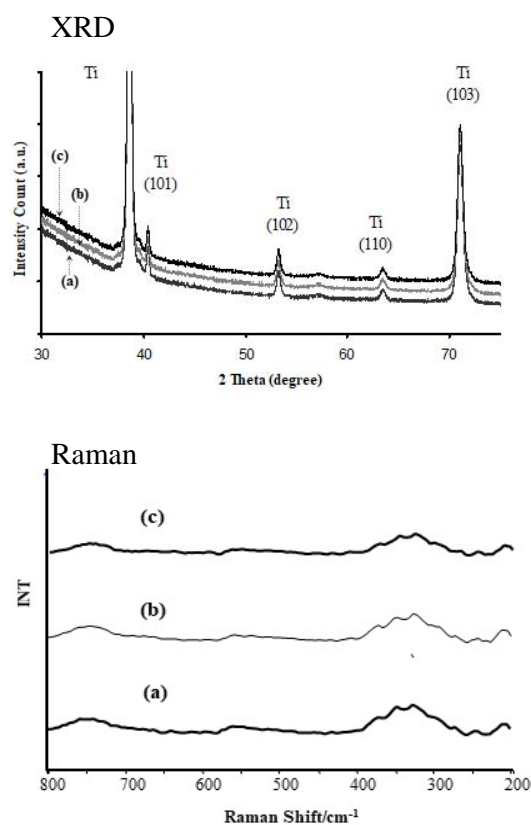 XRD
Ti
Ti
(103)
Ti
(101)
Ti
(102)
Ti
(110)
(c)
(b)
(a)
Intensity Count (a.u.)
30 40 50 60 70
2 Theta (degree)
Raman
(c)
(b)
(a)
INT
800 700 600 500 400 300 200
Raman Shift/cm⁻¹